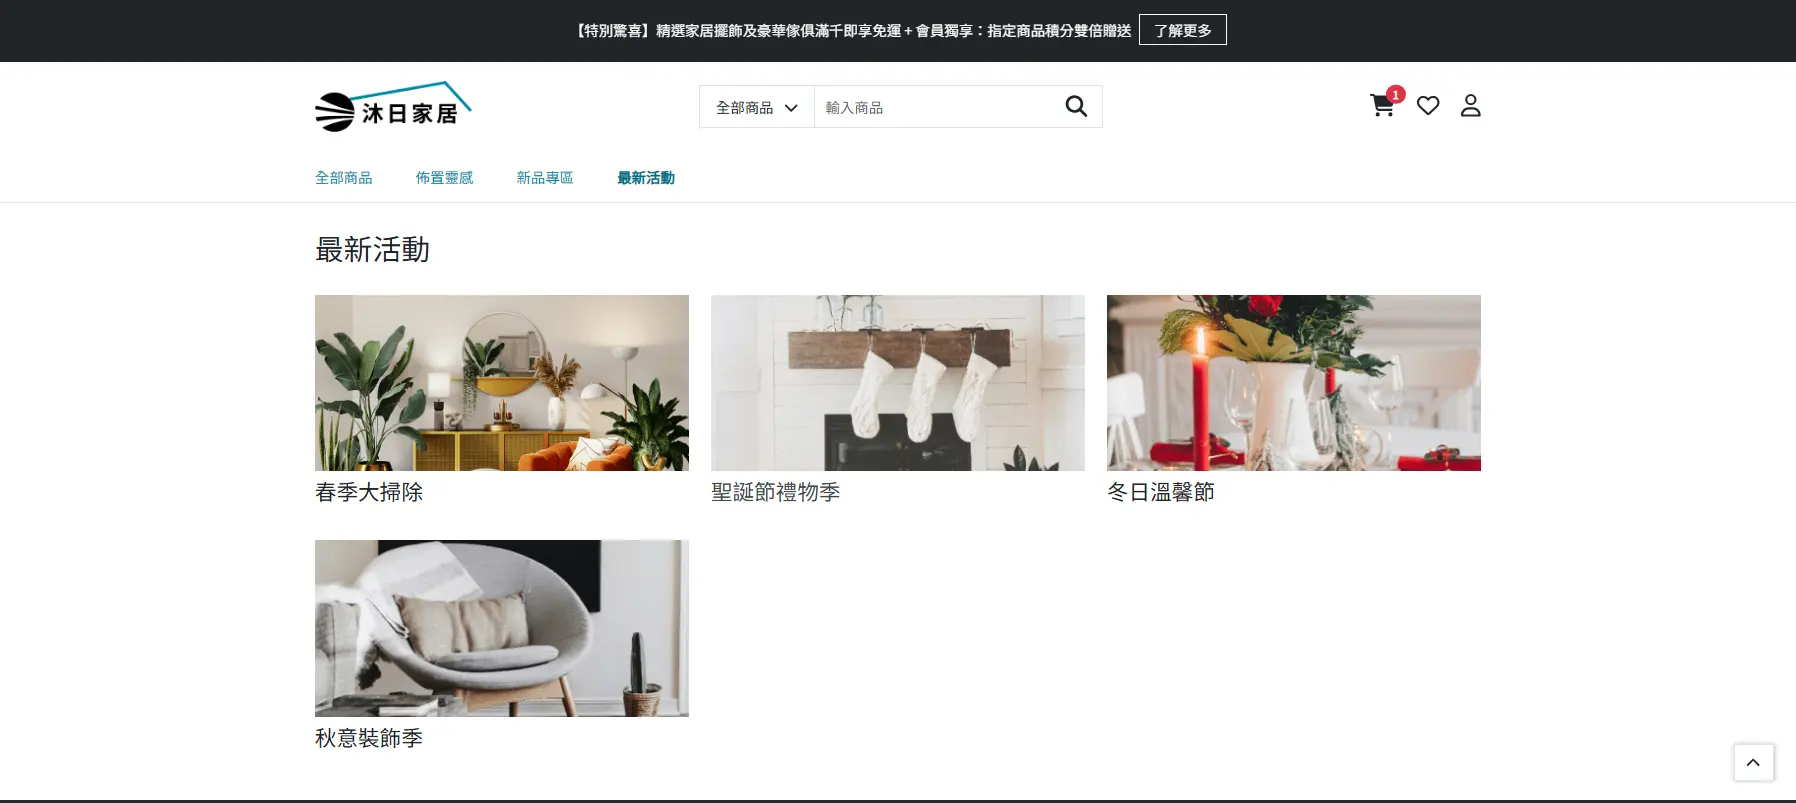 【特別驚喜】精選家居擺飾及豪華傢俱滿千即享免運 + 會員獨享：指定商品積分雙倍贈送 了解更多
沐日家居 全部商品 輸入商品 1
全部商品 佈置靈感 新品專區 最新活動
最新活動
春季大掃除 聖誕節禮物季 冬日溫馨節
秋意裝飾季